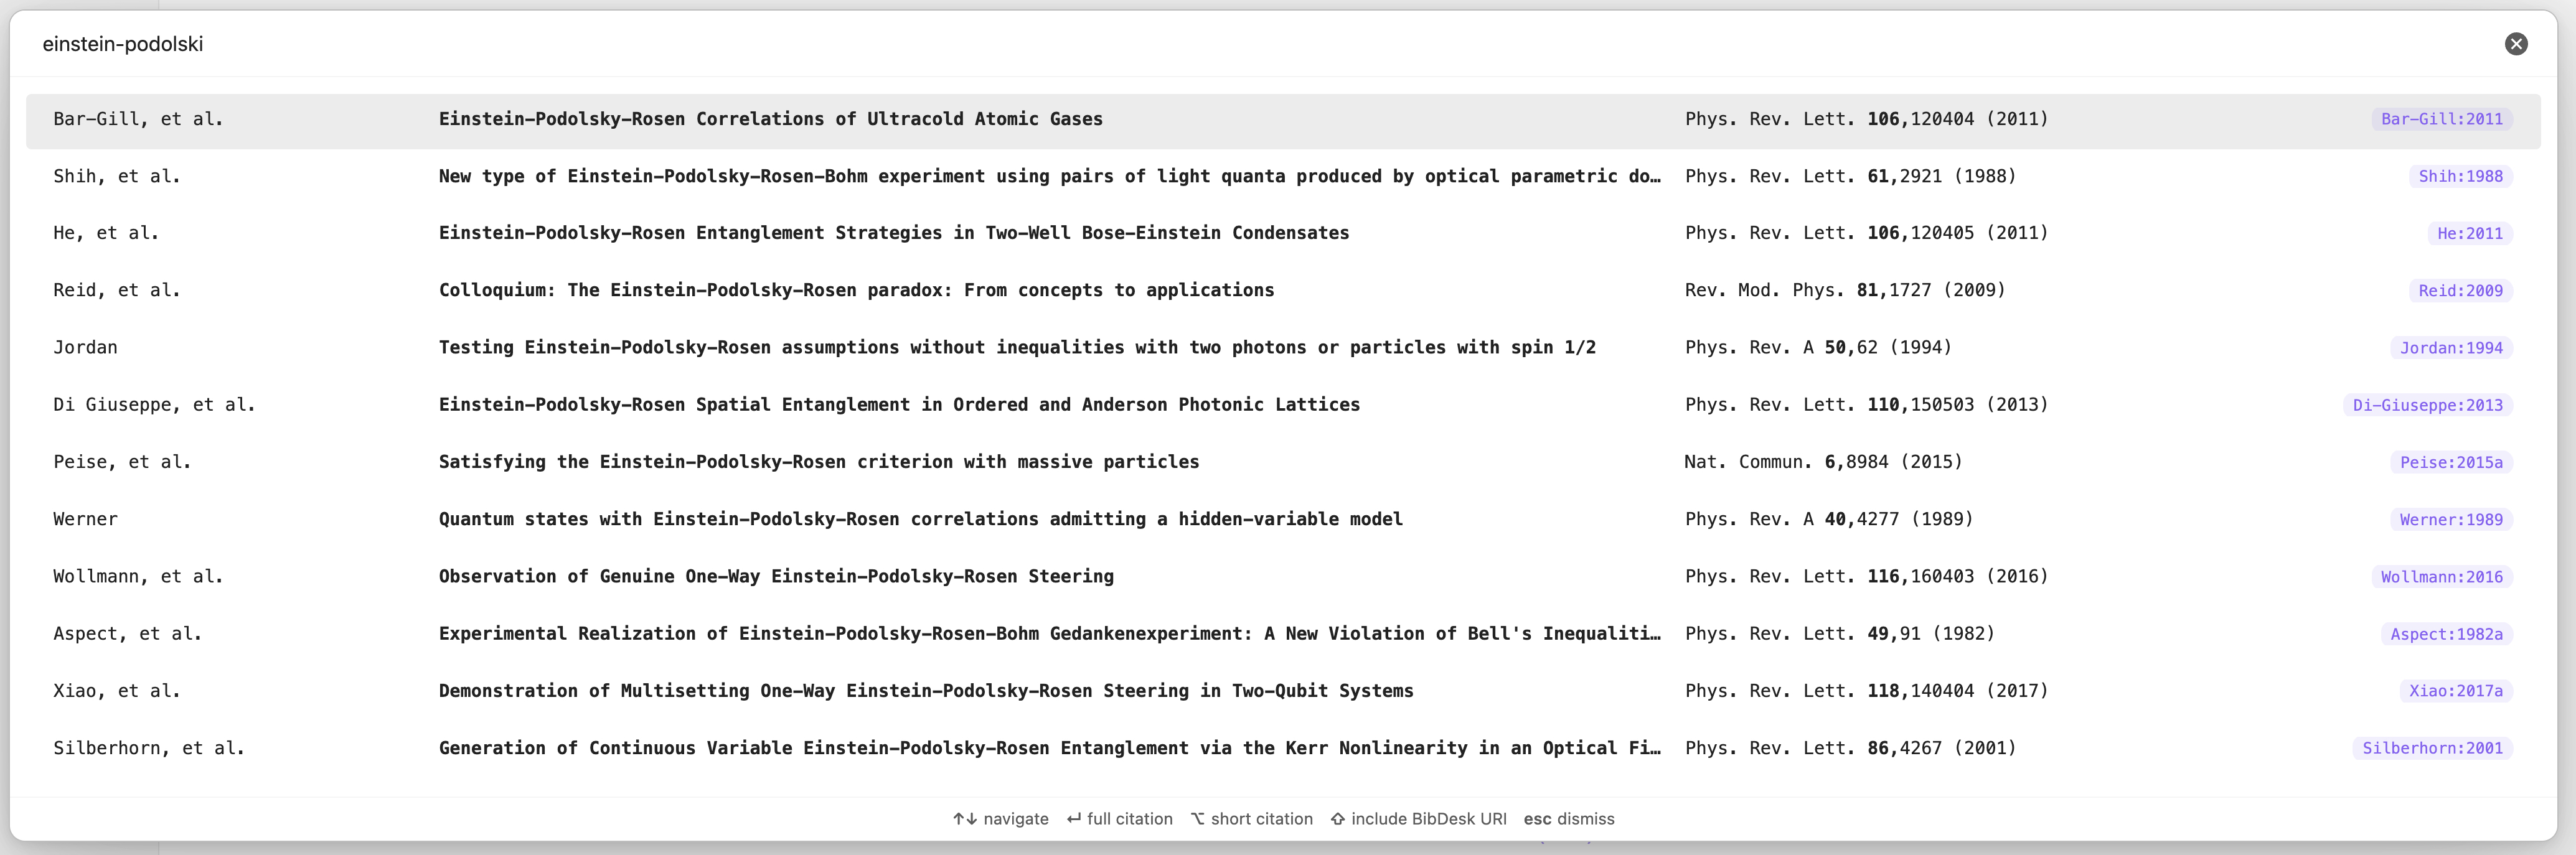 einstein-podolski
Bar-Gill, et al. Einstein-Podolsky-Rosen Correlations of Ultracold Atomic Gases Phys. Rev. Lett. 106,120404 (2011) Bar-Gill:2011
Shih, et al. New type of Einstein-Podolsky-Rosen-Bohm experiment using pairs of light quanta produced by optical parametric do… Phys. Rev. Lett. 61,2921 (1988) Shih:1988
He, et al. Einstein-Podolsky-Rosen Entanglement Strategies in Two-Well Bose-Einstein Condensates Phys. Rev. Lett. 106,120405 (2011) He:2011
Reid, et al. Colloquium: The Einstein-Podolsky-Rosen paradox: From concepts to applications Rev. Mod. Phys. 81,1727 (2009) Reid:2009
Jordan Testing Einstein-Podolsky-Rosen assumptions without inequalities with two photons or particles with spin 1/2 Phys. Rev. A 50,62 (1994) Jordan:1994
Di Giuseppe, et al. Einstein-Podolsky-Rosen Spatial Entanglement in Ordered and Anderson Photonic Lattices Phys. Rev. Lett. 110,150503 (2013) Di-Giuseppe:2013
Peise, et al. Satisfying the Einstein-Podolsky-Rosen criterion with massive particles Nat. Commun. 6,8984 (2015) Peise:2015a
Werner Quantum states with Einstein-Podolsky-Rosen correlations admitting a hidden-variable model Phys. Rev. A 40,4277 (1989) Werner:1989
Wollmann, et al. Observation of Genuine One-Way Einstein-Podolsky-Rosen Steering Phys. Rev. Lett. 116,160403 (2016) Wollmann:2016
Aspect, et al. Experimental Realization of Einstein-Podolsky-Rosen-Bohm Gedankenexperiment: A New Violation of Bell's Inequaliti… Phys. Rev. Lett. 49,91 (1982) Aspect:1982a
Xiao, et al. Demonstration of Multisetting One-Way Einstein-Podolsky-Rosen Steering in Two-Qubit Systems Phys. Rev. Lett. 118,140404 (2017) Xiao:2017a
Silberhorn, et al. Generation of Continuous Variable Einstein-Podolsky-Rosen Entanglement via the Kerr Nonlinearity in an Optical Fi… Phys. Rev. Lett. 86,4267 (2001) Silberhorn:2001
↑↓ navigate ↵ full citation ⌥ short citation ⇧ include BibDesk URI esc dismiss